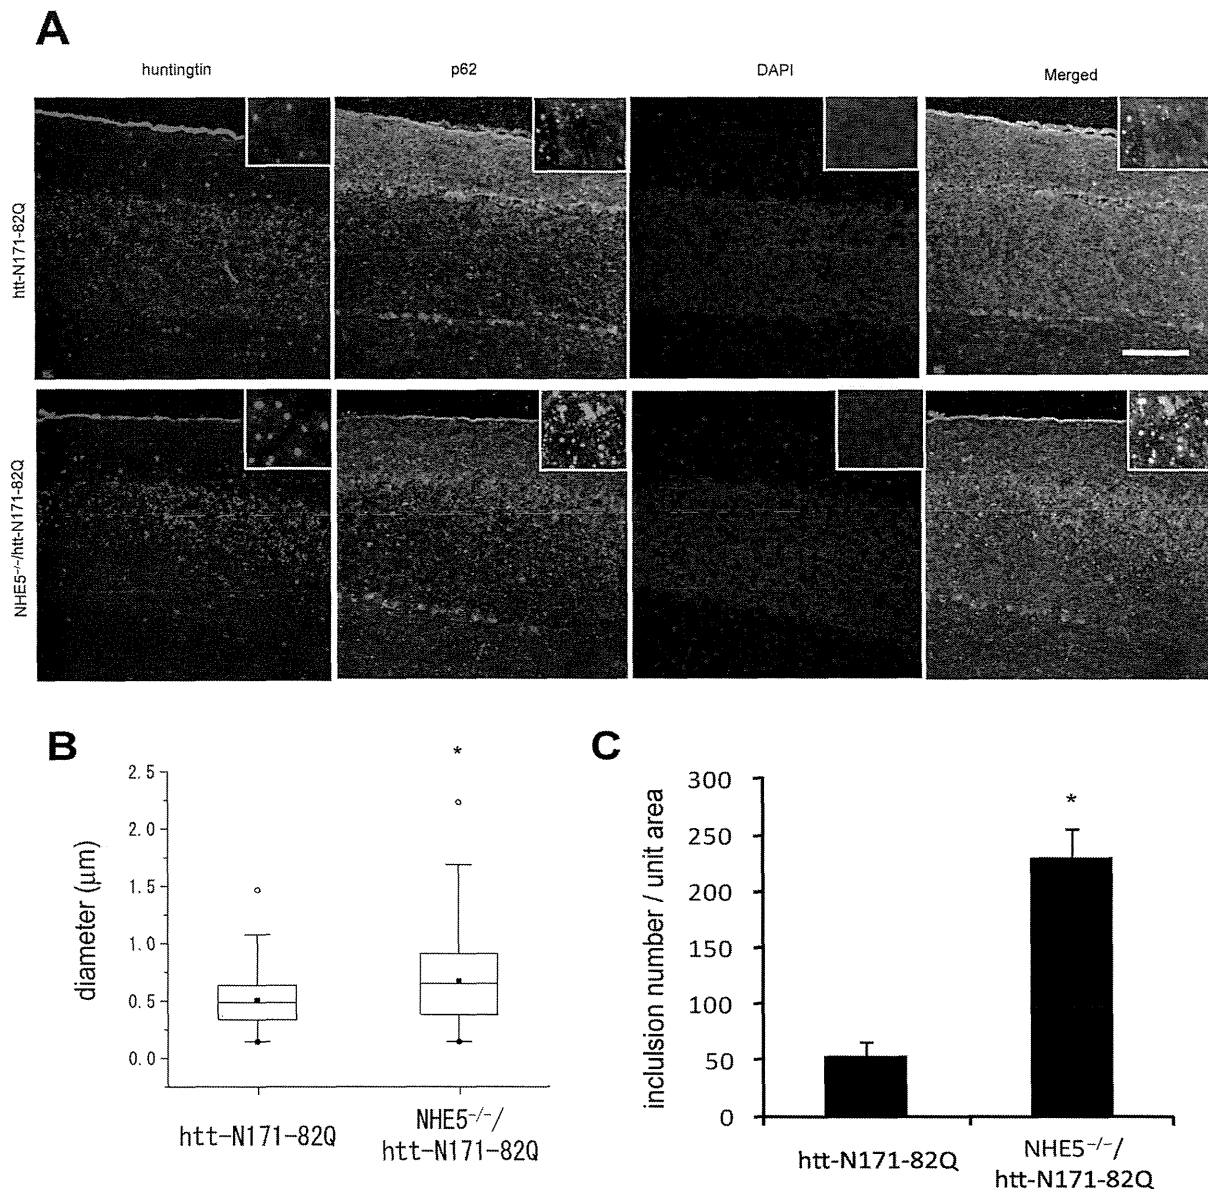 A
huntingtin
p62
DAPI
Merged
htt-N171-82Q
NHE5-/-/htt-N171-82Q
B
*
2.5
2.0
1.5
1.0
0.5
0.0
diameter (μm)
htt-N171-82Q
NHE5-/-/
htt-N171-82Q
C
*
300
250
200
150
100
50
0
inclulsion number / unit area
htt-N171-82Q
NHE5-/-/
htt-N171-82Q